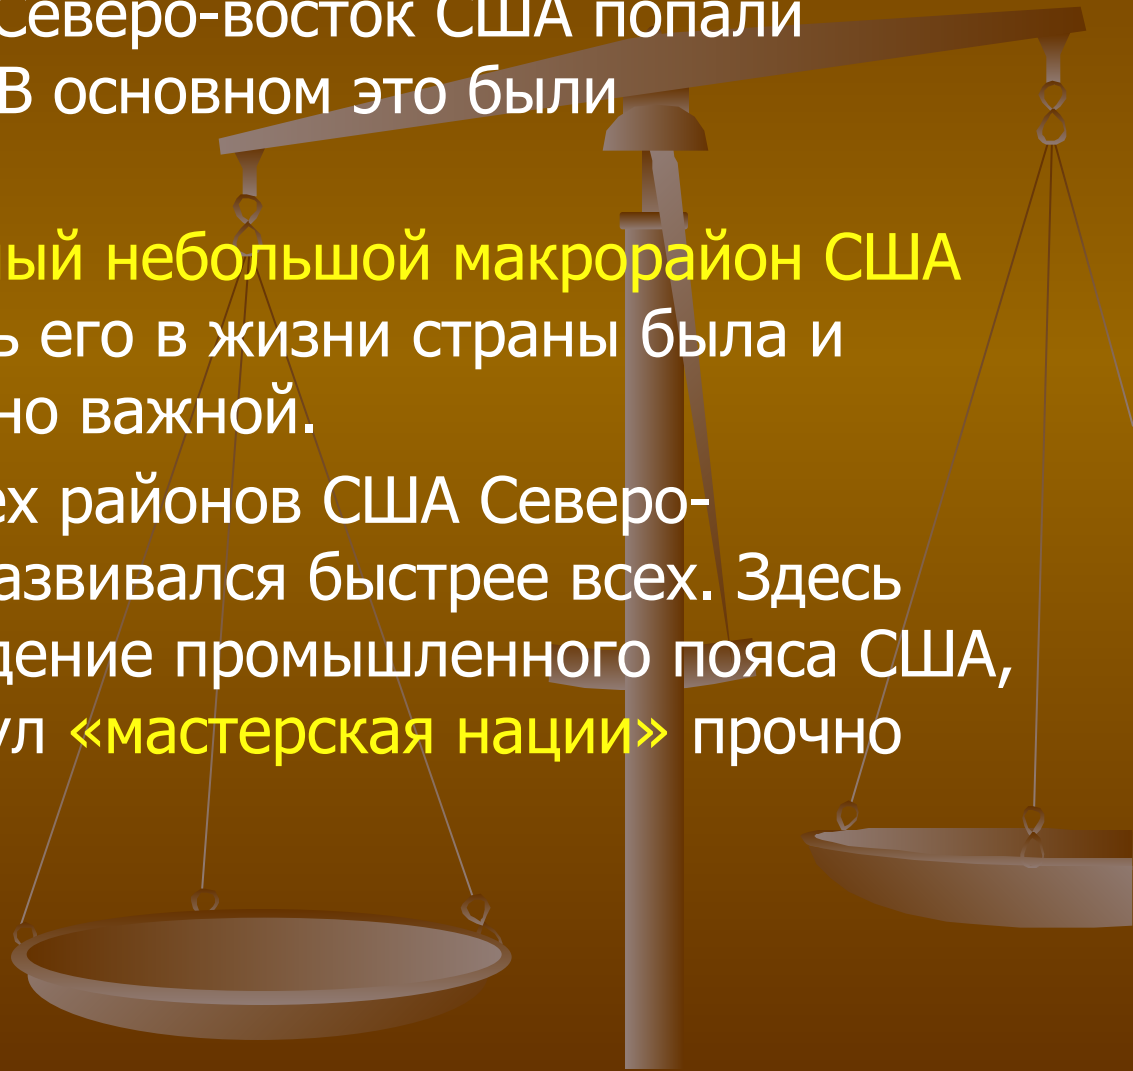 Северо-восток США попали
В основном это были
ый небольшой макрорайон США
ь его в жизни страны была и
но важной.
ех районов США Северо-
азвивался быстрее всех. Здесь
дение промышленного пояса США,
ул «мастерская нации» прочно